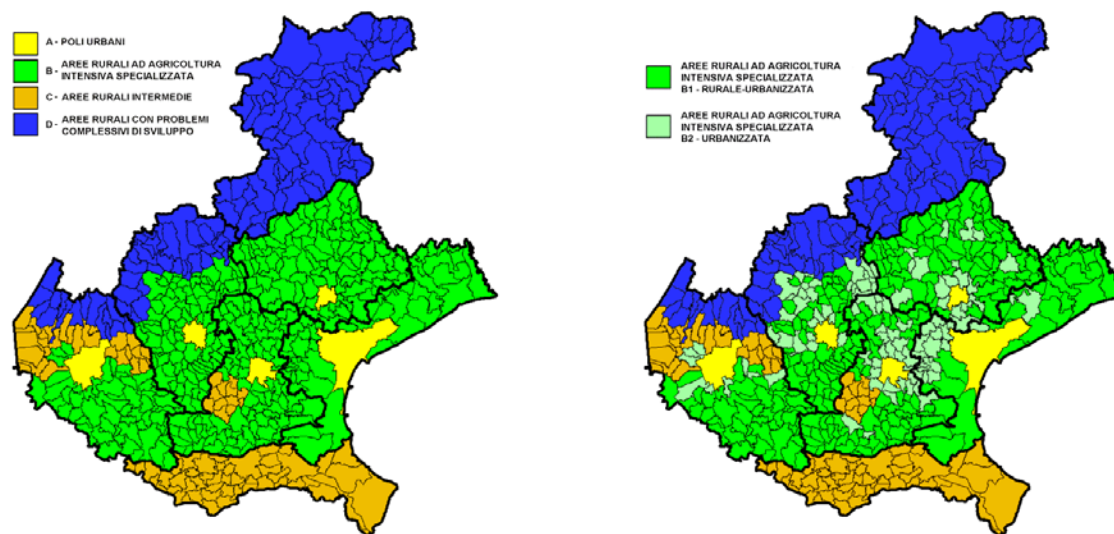 A - POLI URBANI
B - AREE RURALI AD AGRICOLTURA
INTENSIVA SPECIALIZZATA
C - AREE RURALI INTERMEDIE
D - AREE RURALI CON PROBLEMI
COMPLESSIVI DI SVILUPPO
AREE RURALI AD AGRICOLTURA
INTENSIVA SPECIALIZZATA
B1 - RURALE-URBANIZZATA
AREE RURALI AD AGRICOLTURA
INTENSIVA SPECIALIZZATA
B2 - URBANIZZATA